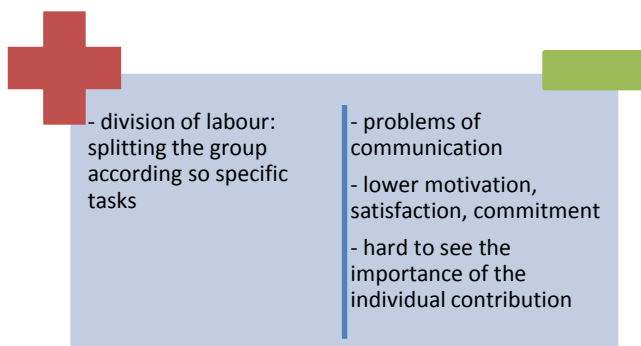 - division of labour:
splitting the group
according so specific
tasks
- problems of
communication
- lower motivation,
satisfaction, commitment
- hard to see the
importance of the
individual contribution